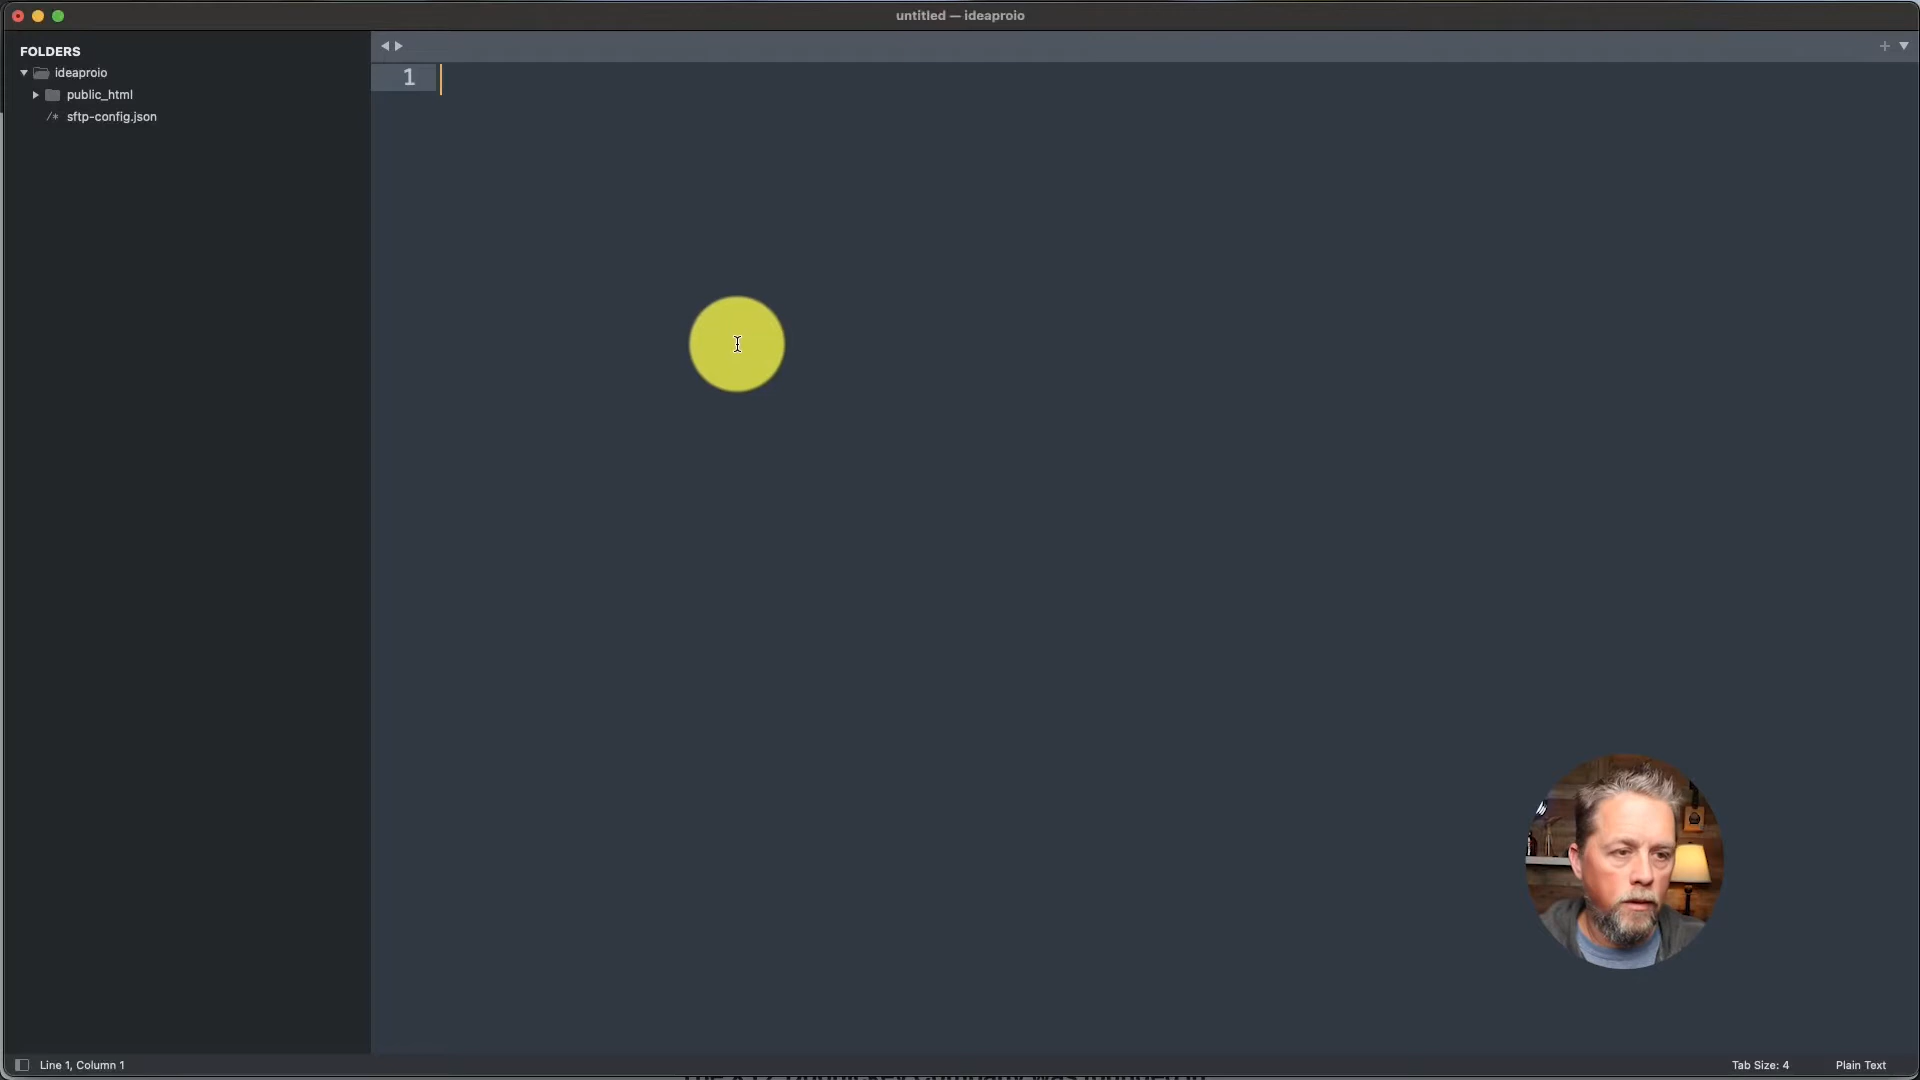 untitled — ideaproio
FOLDERS
ideaproio
public_html
/* sftp-config.json
1
Line 1, Column 1
Tab Size: 4
Plain Text